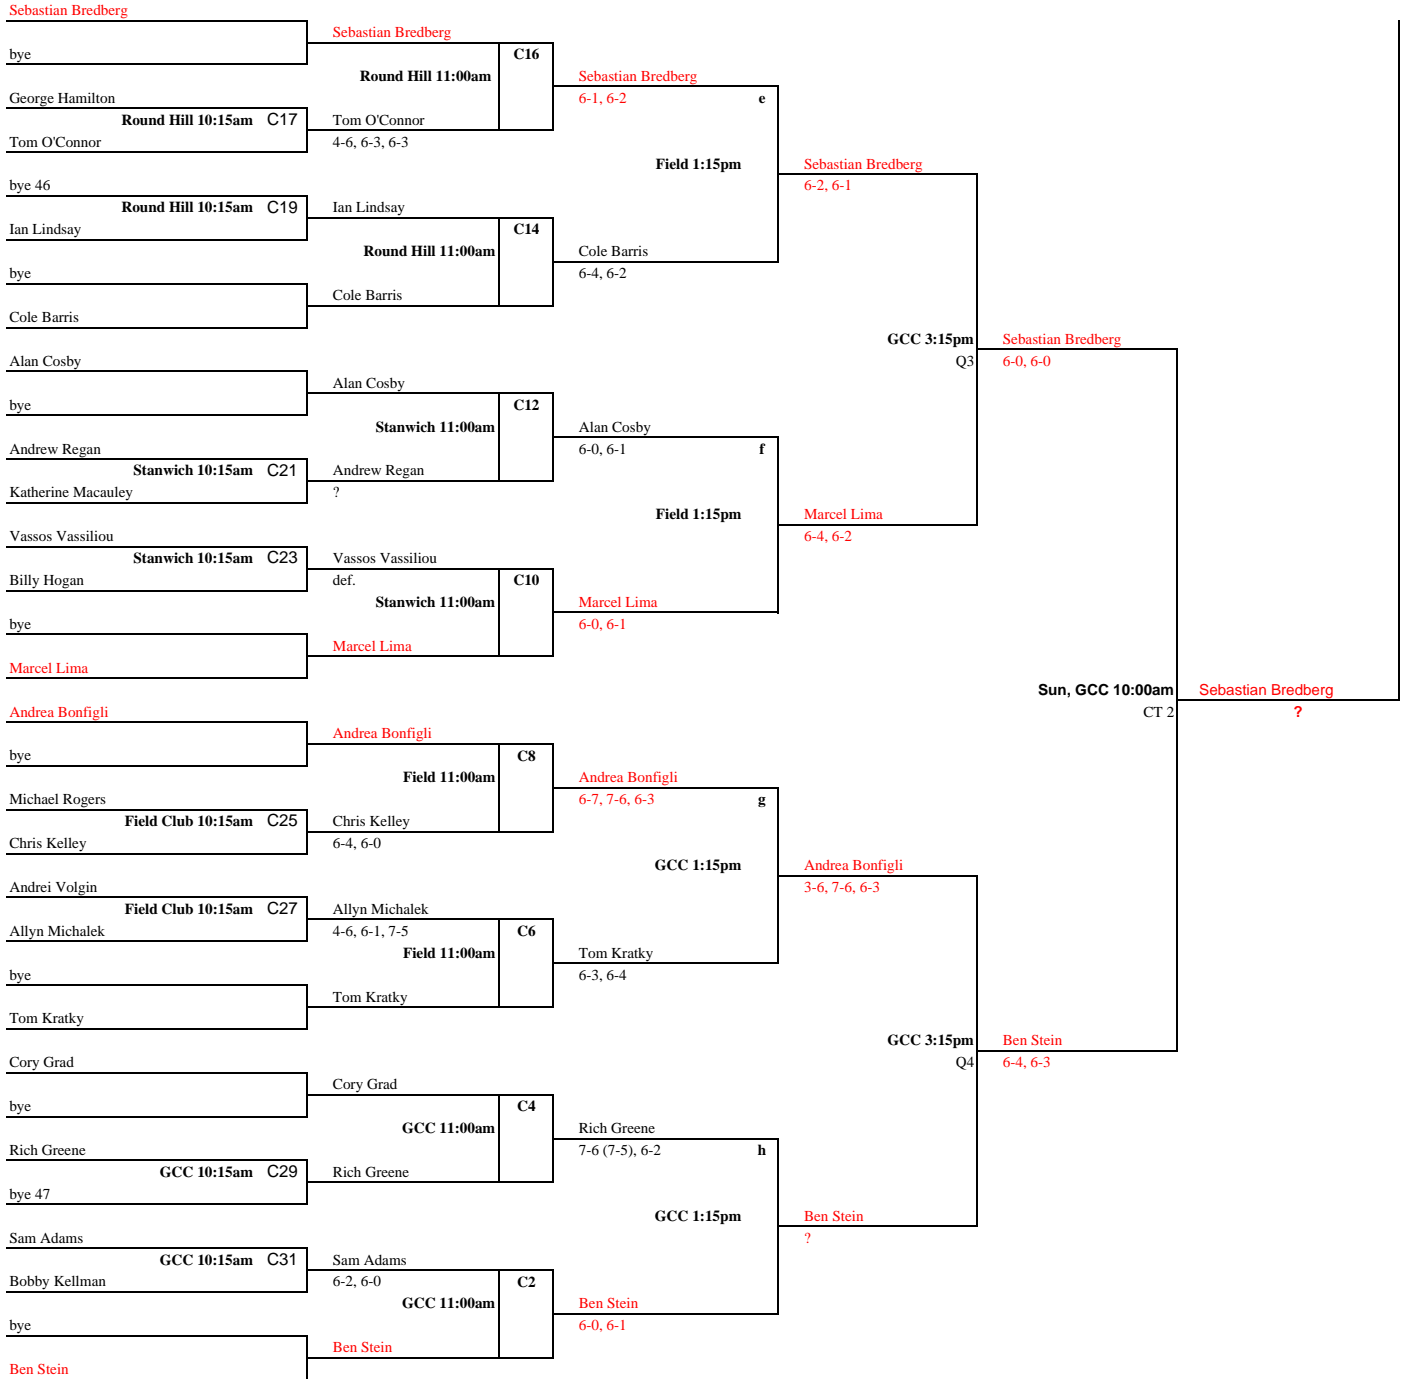 Sebastian Bredberg
Sebastian Bredberg
bye
C16
Round Hill 11:00am
Sebastian Bredberg
George Hamilton
6-1, 6-2
e
Round Hill 10:15am C17
Tom O'Connor
Tom O'Connor
4-6, 6-3, 6-3
Field 1:15pm
Sebastian Bredberg
bye 46
6-2, 6-1
Round Hill 10:15am C19
Ian Lindsay
Ian Lindsay
C14
Round Hill 11:00am
Cole Barris
bye
6-4, 6-2
Cole Barris
Cole Barris
GCC 3:15pm
Sebastian Bredberg
Alan Cosby
Q3
6-0, 6-0
Alan Cosby
bye
C12
Stanwich 11:00am
Alan Cosby
Andrew Regan
6-0, 6-1
f
Stanwich 10:15am C21
Andrew Regan
Katherine Macauley
?
Field 1:15pm
Marcel Lima
Vassos Vassiliou
6-4, 6-2
Stanwich 10:15am C23
Vassos Vassiliou
Billy Hogan
def.
C10
Stanwich 11:00am
Marcel Lima
bye
6-0, 6-1
Marcel Lima
Marcel Lima
Sun, GCC 10:00am
Sebastian Bredberg
Andrea Bonfigli
CT 2
?
Andrea Bonfigli
bye
C8
Field 11:00am
Andrea Bonfigli
Michael Rogers
6-7, 7-6, 6-3
g
Field Club 10:15am C25
Chris Kelley
Chris Kelley
6-4, 6-0
GCC 1:15pm
Andrea Bonfigli
Andrei Volgin
3-6, 7-6, 6-3
Field Club 10:15am C27
Allyn Michalek
Allyn Michalek
4-6, 6-1, 7-5
C6
Field 11:00am
Tom Kratky
bye
6-3, 6-4
Tom Kratky
Tom Kratky
GCC 3:15pm
Ben Stein
Cory Grad
Q4
6-4, 6-3
Cory Grad
bye
C4
GCC 11:00am
Rich Greene
Rich Greene
7-6 (7-5), 6-2
h
GCC 10:15am C29
Rich Greene
bye 47
GCC 1:15pm
Ben Stein
Sam Adams
?
GCC 10:15am C31
Sam Adams
Bobby Kellman
6-2, 6-0
C2
GCC 11:00am
Ben Stein
bye
6-0, 6-1
Ben Stein
Ben Stein